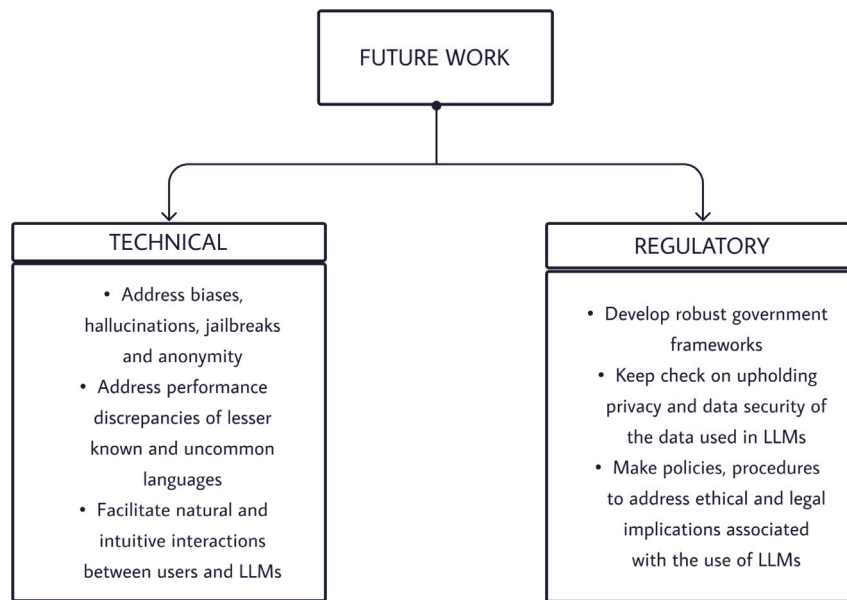 FUTURE WORK
TECHNICAL
• Address biases,
hallucinations, jailbreaks
and anonymity
• Address performance
discrepancies of lesser
known and uncommon
languages
• Facilitate natural and
intuitive interactions
between users and LLMs
REGULATORY
• Develop robust government
frameworks
• Keep check on upholding
privacy and data security of
the data used in LLMs
• Make policies, procedures
to address ethical and legal
implications associated
with the use of LLMs